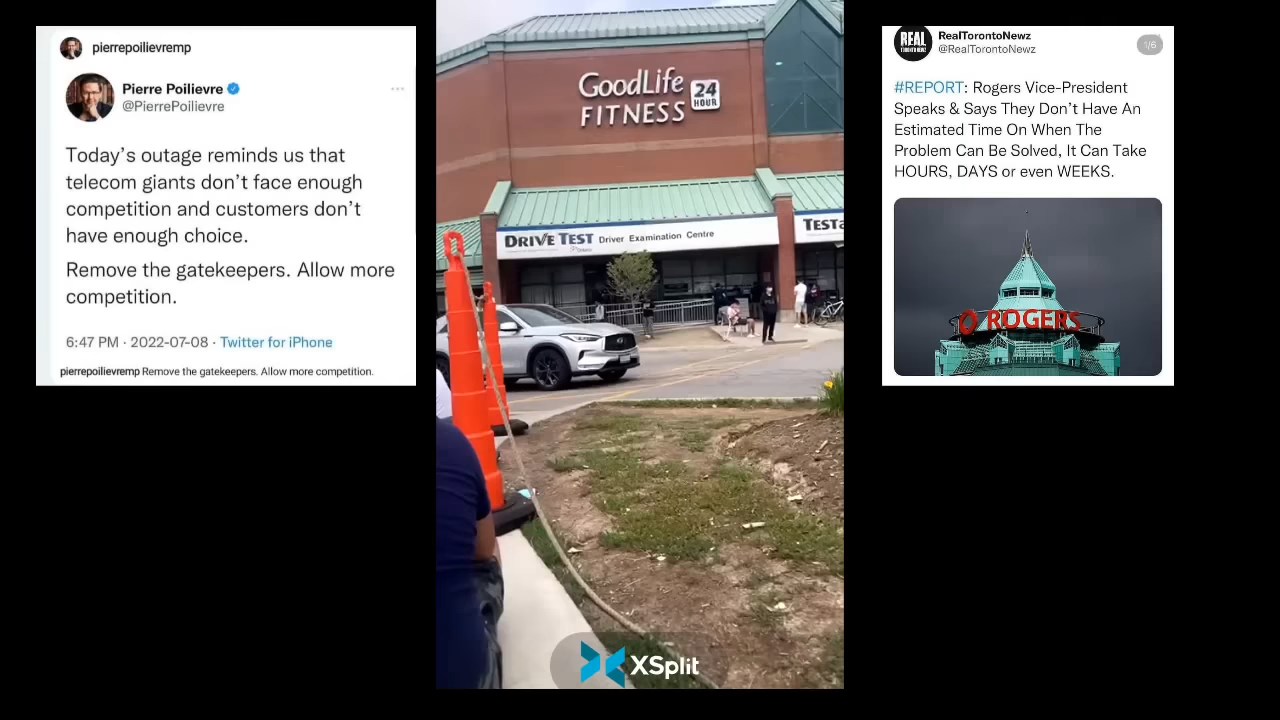 pierrepoilievremp
Pierre Poilievre
@PierrePoilievre
Today's outage reminds us that
telecom giants don't face enough
competition and customers don't
have enough choice.
Remove the gatekeepers. Allow more
competition.
6:47 PM · 2022-07-08 · Twitter for iPhone
pierrepoilievremp Remove the gatekeepers. Allow more competition.
GoodLife
FITNESS
24
HOUR
DRIVE TEST Driver Examination Centre
TEST
XSplit
REAL
RealTorontoNewz
@RealTorontoNewz
1/6
#REPORT: Rogers Vice-President
Speaks & Says They Don't Have An
Estimated Time On When The
Problem Can Be Solved, It Can Take
HOURS, DAYS or even WEEKS.
ROGERS